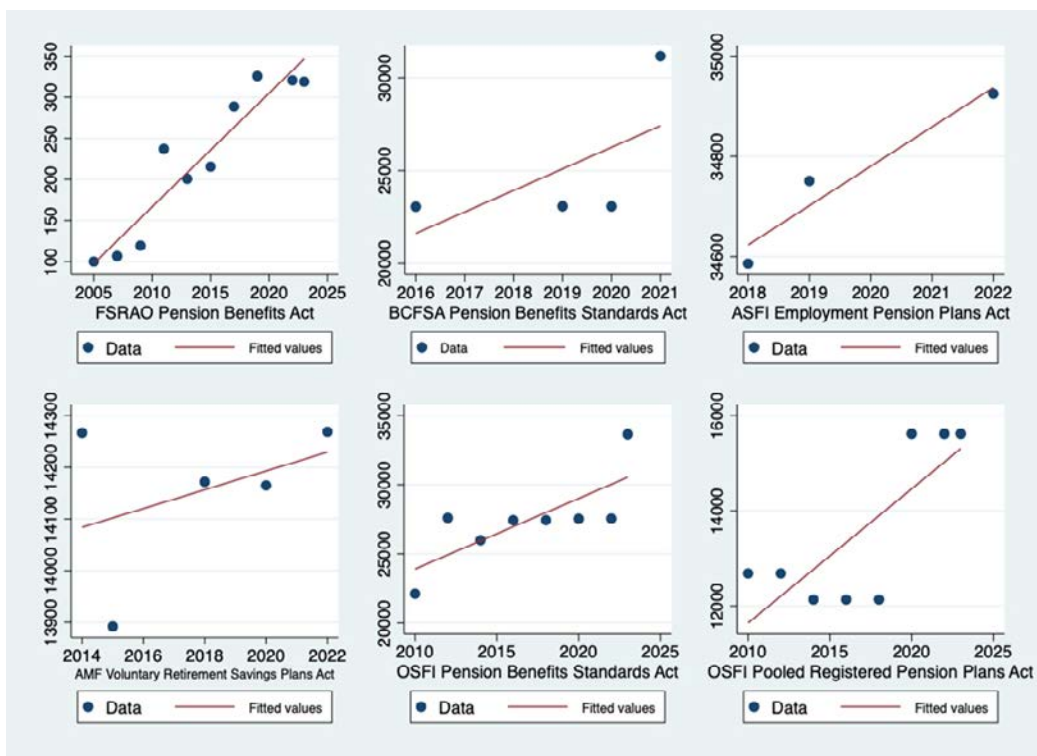 350
300
250
200
150
100
2005 2010 2015 2020 2025
FSRAO Pension Benefits Act
Data Fitted values
30000
25000
20000
2016 2017 2018 2019 2020 2021
BCFSA Pension Benefits Standards Act
Data Fitted values
35000
34800
34600
2018 2019 2020 2021 2022
ASFI Employment Pension Plans Act
Data Fitted values
14300
14200
14100
14000
13900
2014 2016 2018 2020 2022
AMF Voluntary Retirement Savings Plans Act
Data Fitted values
35000
30000
25000
20000
2010 2015 2020 2025
OSFI Pension Benefits Standards Act
Data Fitted values
16000
14000
12000
2010 2015 2020 2025
OSFI Pooled Registered Pension Plans Act
Data Fitted values